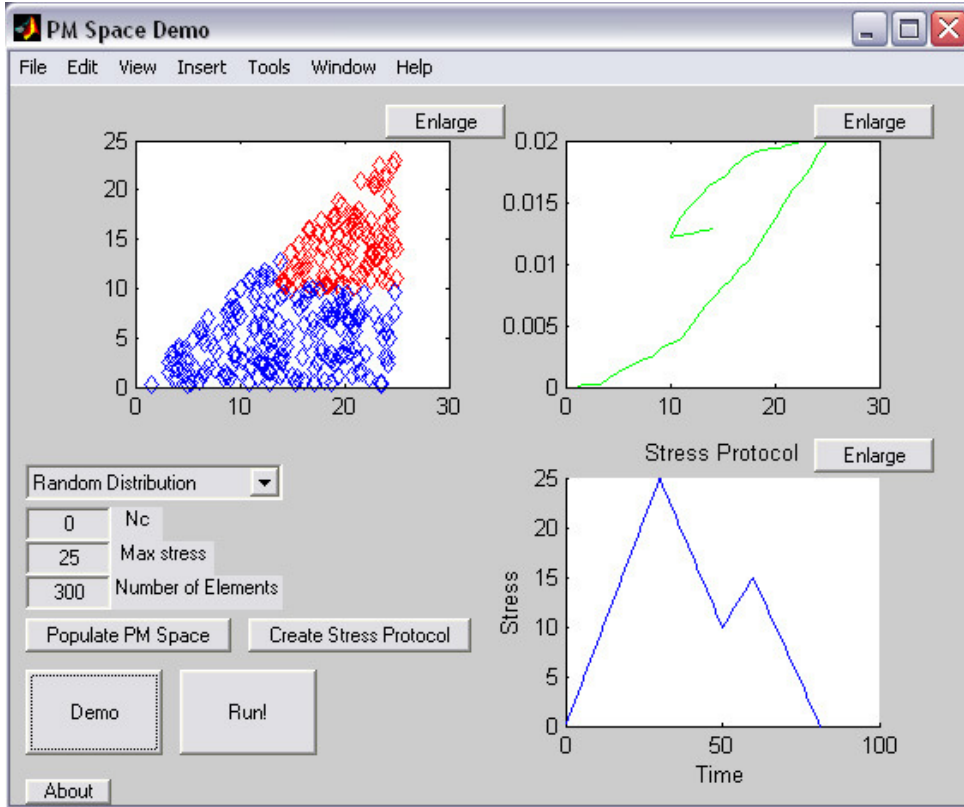 PM Space Demo
File Edit View Insert Tools Window Help
Enlarge
25
20
15
10
5
0
0 10 20 30
Enlarge
0.02
0.015
0.01
0.005
0
0 10 20 30
Random Distribution
0 Nc
25 Max stress
300 Number of Elements
Populate PM Space Create Stress Protocol
Demo Run!
About
Stress Protocol
Enlarge
25
20
15
10
5
0
Stress
0 50 100
Time